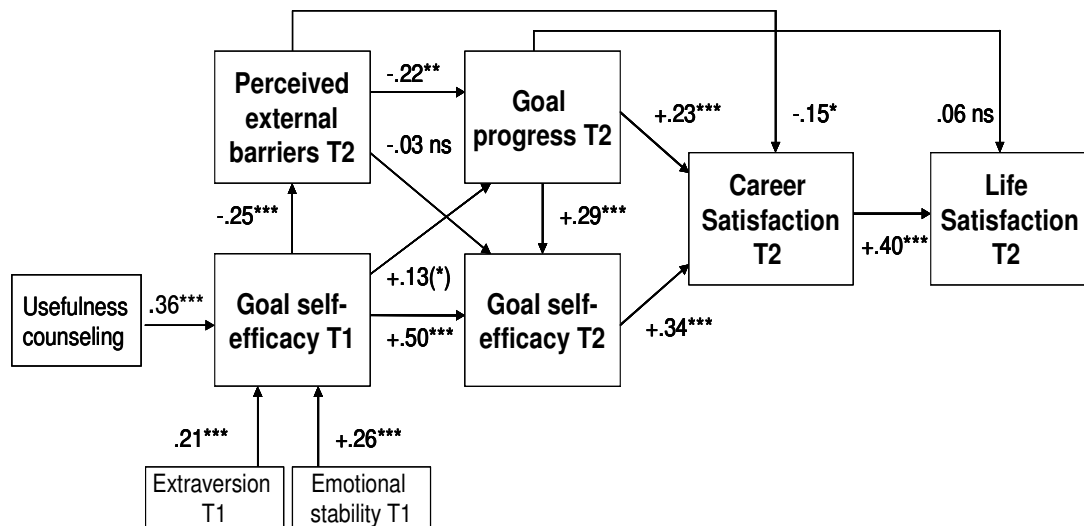 Perceived
external
barriers T2
-.22**
-.03 ns
Goal
progress T2
+.23***
-.15*
.06 ns
Career
Satisfaction
T2
Life
Satisfaction
T2
+.40***
-.25***
+.29***
+.13(*)
Usefulness
counseling
.36***
Goal self-
efficacy T1
+.50***
Goal self-
efficacy T2
+.34***
.21***
+.26***
Extraversion
T1
Emotional
stability T1